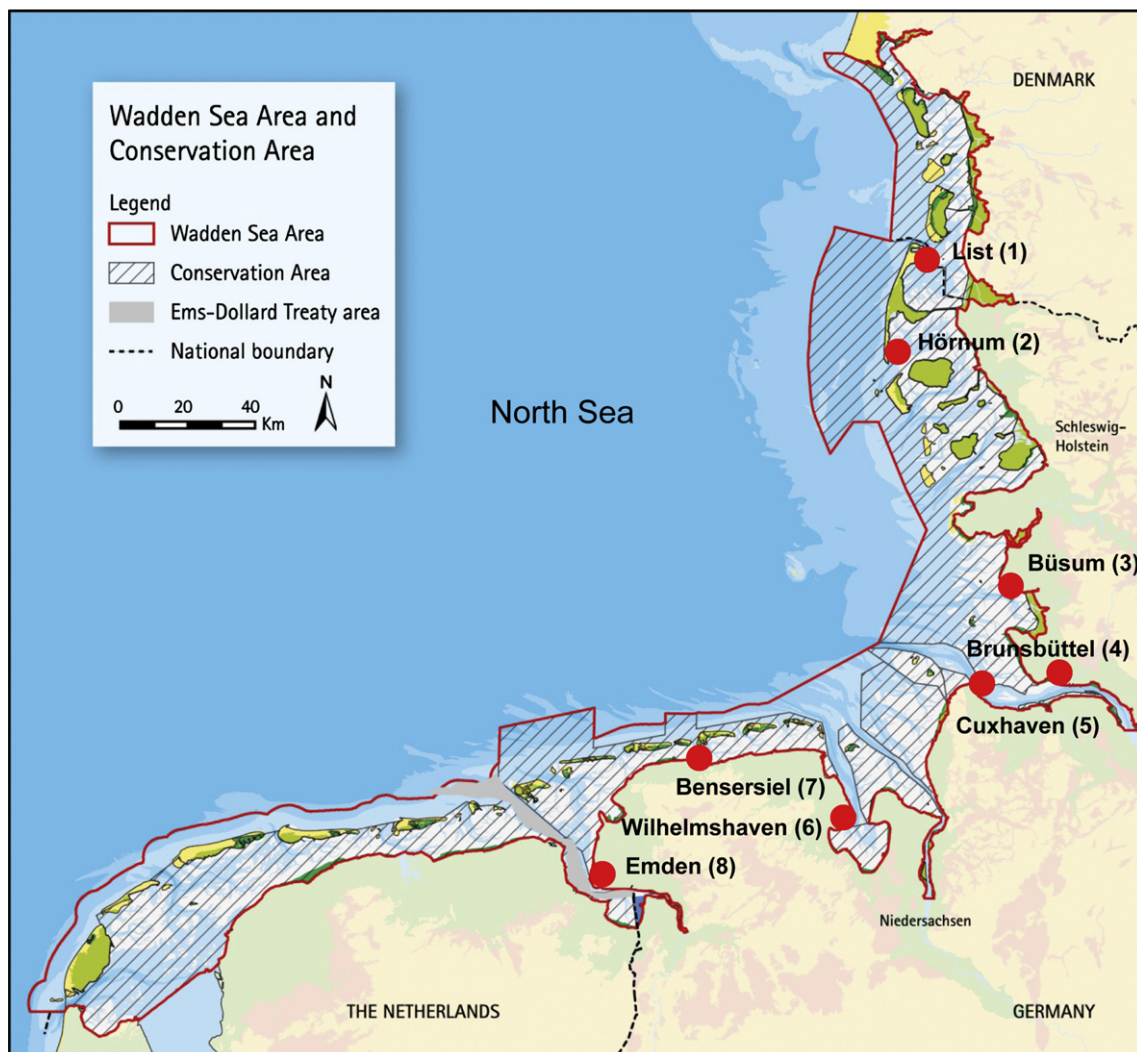 Wadden Sea Area and
Conservation Area
Legend
Wadden Sea Area
Conservation Area
Ems-Dollard Treaty area
National boundary
N
0 20 40
Km
DENMARK
List (1)
Hörnum (2)
North Sea
Schleswig-
Holstein
Büsum (3)
Brunsbüttel (4)
Cuxhaven (5)
Bensersiel (7)
Wilhelmshaven (6)
Emden (8)
Niedersachsen
THE NETHERLANDS
GERMANY